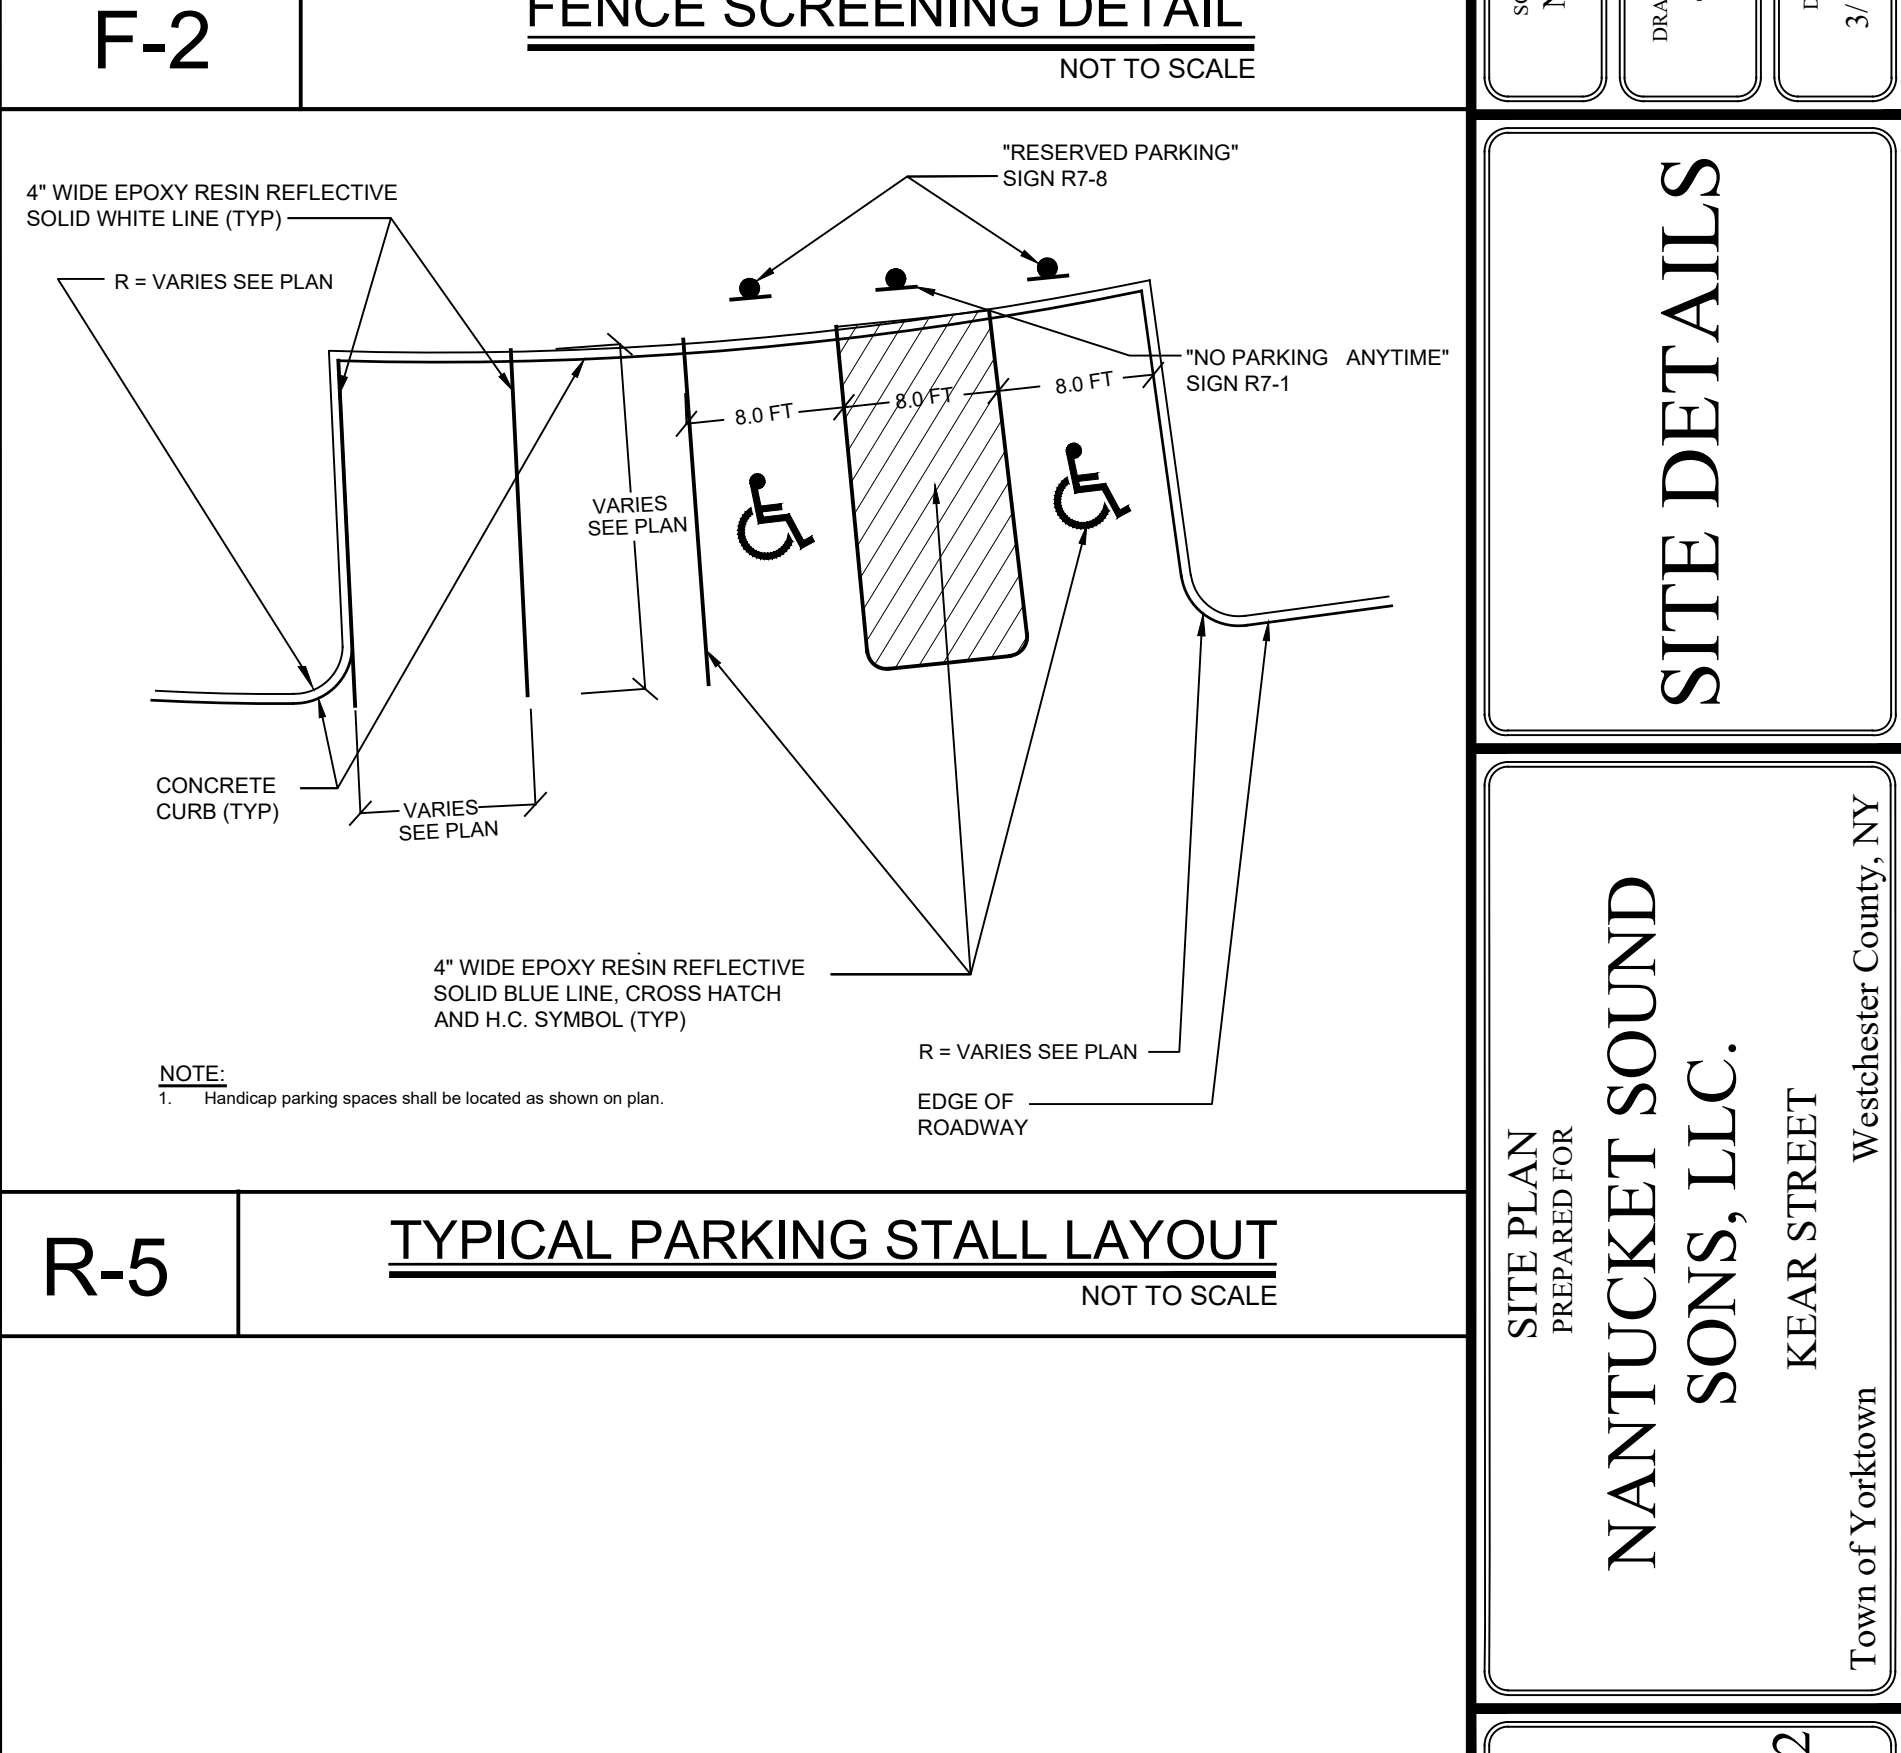 F-2
FENCE SCREENING DETAIL
NOT TO SCALE
"RESERVED PARKING"
SIGN R7-8
4" WIDE EPOXY RESIN REFLECTIVE
SOLID WHITE LINE (TYP)
R = VARIES SEE PLAN
"NO PARKING ANYTIME"
SIGN R7-1
8.0 FT
8.0 FT
8.0 FT
VARIES
SEE PLAN
CONCRETE
CURB (TYP)
VARIES
SEE PLAN
4" WIDE EPOXY RESIN REFLECTIVE
SOLID BLUE LINE, CROSS HATCH
AND H.C. SYMBOL (TYP)
R = VARIES SEE PLAN
EDGE OF
ROADWAY
NOTE:
1. Handicap parking spaces shall be located as shown on plan.
R-5
TYPICAL PARKING STALL LAYOUT
NOT TO SCALE
SITE DETAILS
SITE PLAN
PREPARED FOR
NANTUCKET SOUND
SONS, LLC.
KEAR STREET
Town of Yorktown Westchester County, NY